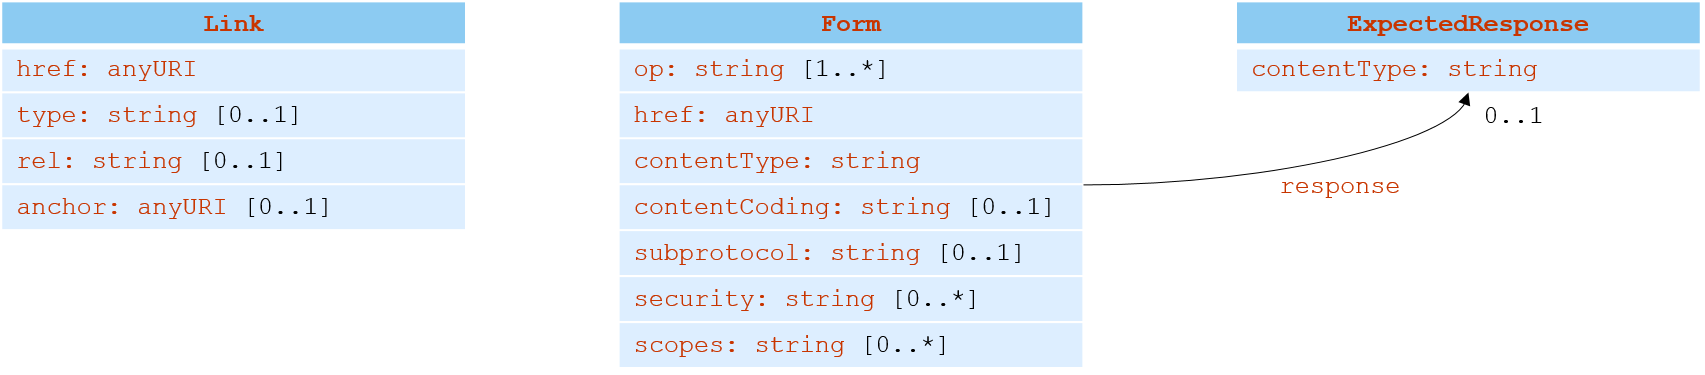 Link
href: anyURI
type: string [0..1]
rel: string [0..1]
anchor: anyURI [0..1]
Form
op: string [1..*]
href: anyURI
contentType: string
contentCoding: string [0..1]
subprotocol: string [0..1]
security: string [0..*]
scopes: string [0..*]
ExpectedResponse
contentType: string
0..1
response